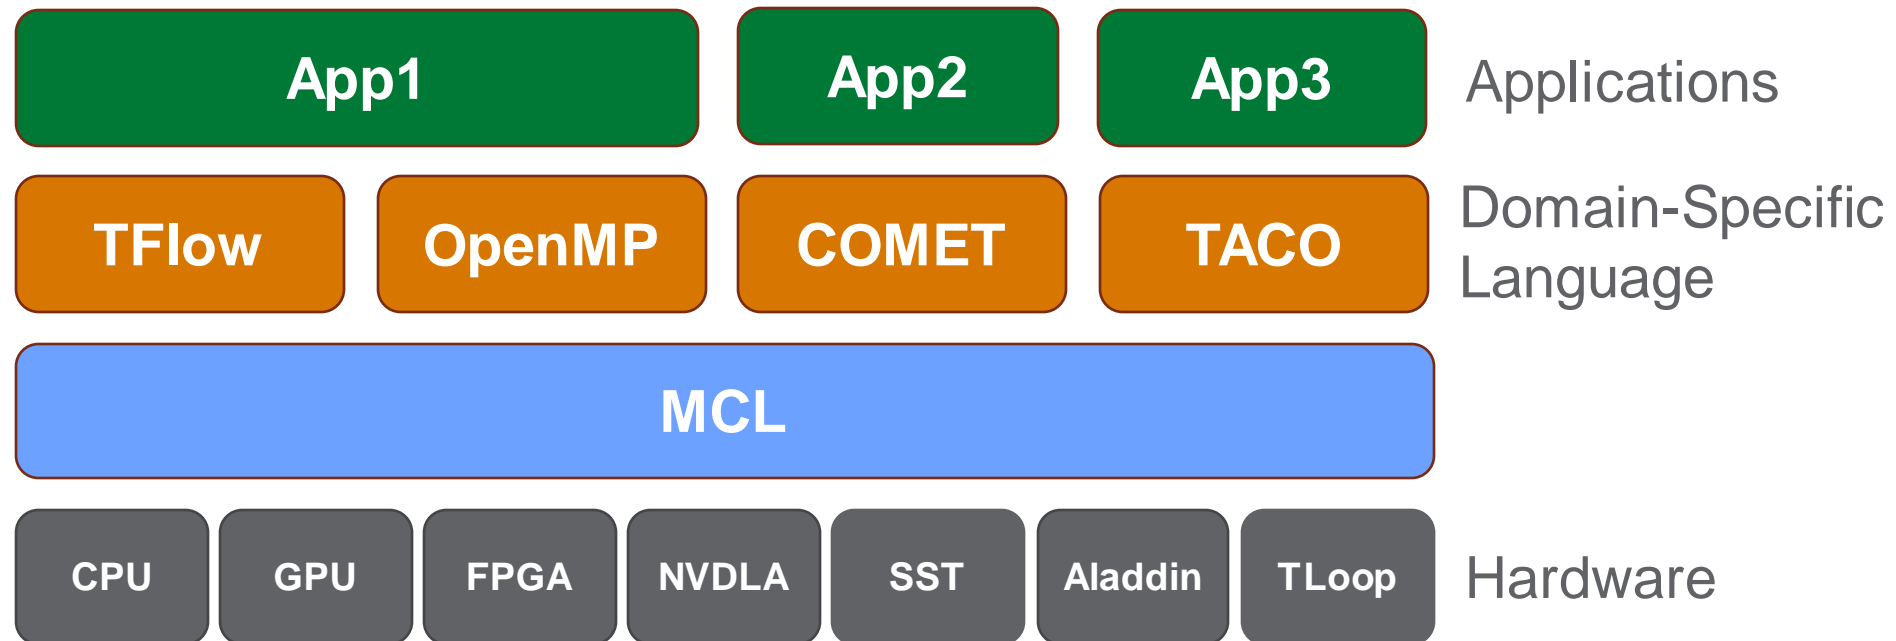 App1
App2
App3
Applications
TFlow
OpenMP
COMET
TACO
Domain-Specific
Language
MCL
CPU
GPU
FPGA
NVDLA
SST
Aladdin
TLoop
Hardware